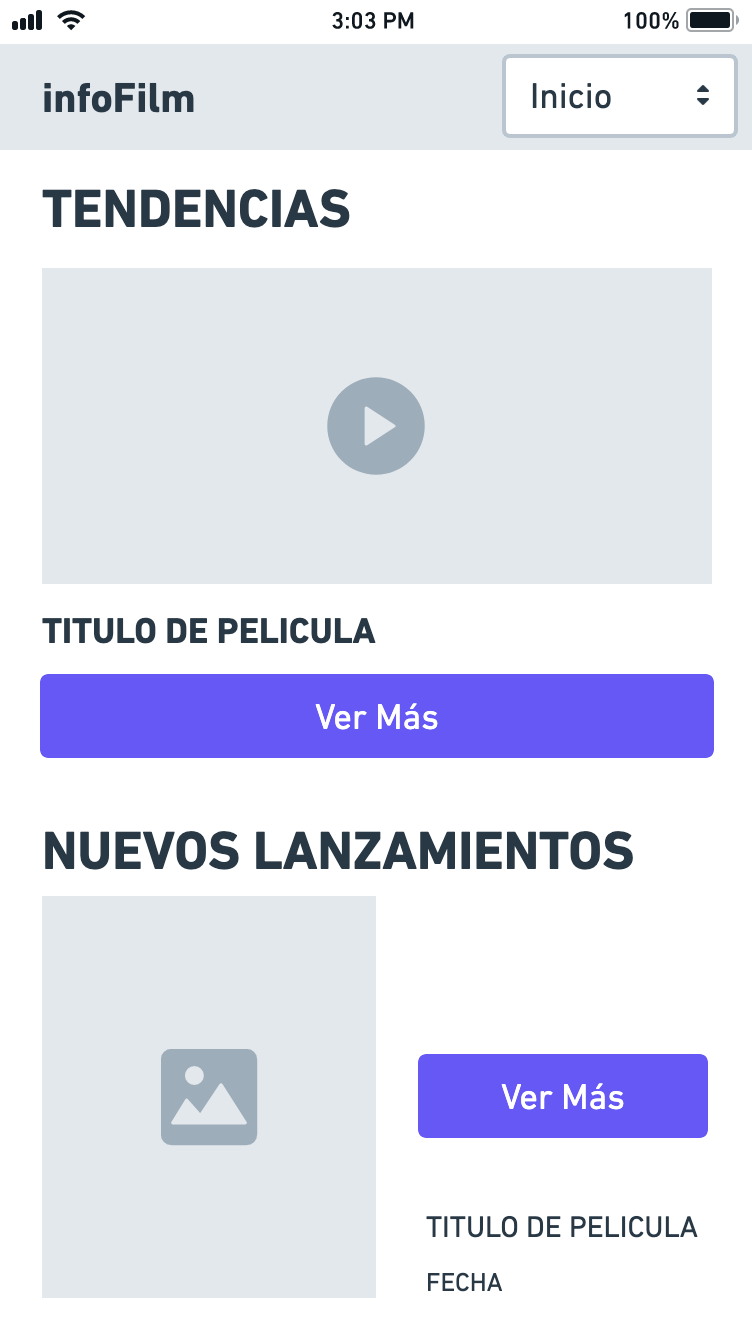 3:03 PM 100%
infoFilm Inicio
TENDENCIAS
TITULO DE PELICULA
Ver Más
NUEVOS LANZAMIENTOS
Ver Más
TITULO DE PELICULA
FECHA